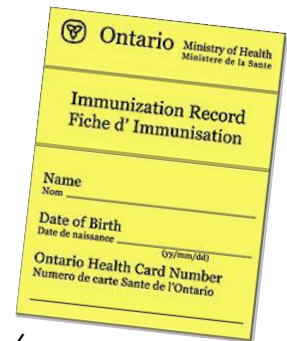 Ontario Ministry of Health
Ministere de la Sante
Immunization Record
Fiche d' Immunisation
Name
Nom
Date of Birth
Date de naissance
(yy/mm/dd)
Ontario Health Card Number
Numero de carte Sante de l'Ontario